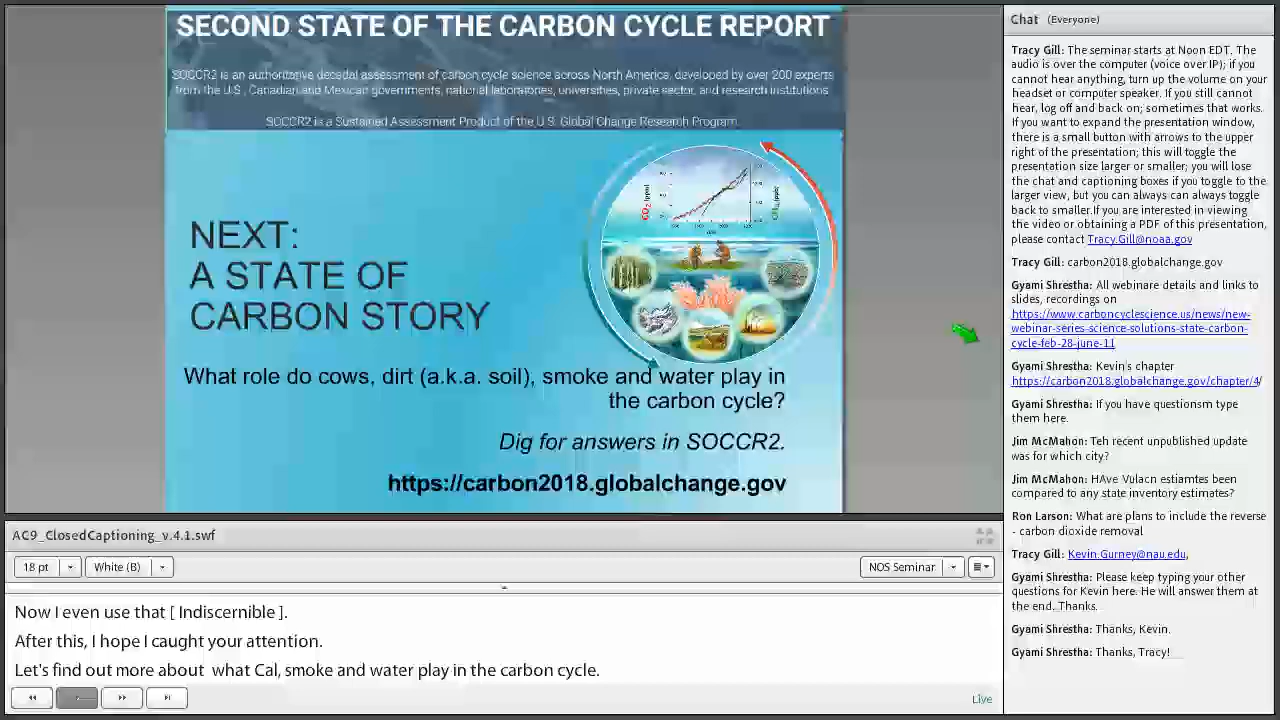 SECOND STATE OF THE CARBON CYCLE REPORT
SOCCR2 is an authoritative decadal assessment of carbon cycle science across North America, developed by over 200 experts
from the U.S., Canadian and Mexican governments, national laboratories, universities, private sector, and research institutions.
SOCCR2 is a Sustained Assessment Product of the U.S. Global Change Research Program.
CO2 (ppm)
NEXT:
A STATE OF
CARBON STORY
What role do cows, dirt (a.k.a. soil), smoke and water play in
the carbon cycle?
Dig for answers in SOCCR2.
https://carbon2018.globalchange.gov
AC9_ClosedCaptioning_v.4.1.swf
18 pt
White (B)
NOS Seminar
Now I even use that [ Indiscernible ].
After this, I hope I caught your attention.
Let's find out more about  what Cal, smoke and water play in the carbon cycle.
Live
Chat (Everyone)
Tracy Gill: The seminar starts at Noon EDT. The
audio is over the computer (voice over IP); if you
cannot hear anything, turn up the volume on your
headset or computer speaker. If you still cannot
hear, log off and back on; sometimes that works.
If you want to expand the presentation window,
there is a small button with arrows to the upper
right of the presentation; this will toggle the
presentation size larger or smaller; you will lose
the chat and captioning boxes if you toggle to the
larger view, but you can always can always toggle
back to smaller.If you are interested in viewing
the video or obtaining a PDF of this presentation,
please contact Tracy.Gill@noaa.gov
Tracy Gill: carbon2018.globalchange.gov
Gyami Shrestha: All webinare details and links to
slides, recordings on
https://www.carboncyclescience.us/news/new-
webinar-series-science-solutions-state-carbon-
cycle-feb-28-june-11
Gyami Shrestha: Kevin's chapter
https://carbon2018.globalchange.gov/chapter/4/
Gyami Shrestha: If you have questionsm type
them here.
Jim McMahon: Teh recent unpublished update
was for which city?
Jim McMahon: HAve Vulacn estiamtes been
compared to any state inventory estimates?
Ron Larson: What are plans to include the reverse
- carbon dioxide removal
Tracy Gill: Kevin.Gurney@nau.edu,
Gyami Shrestha: Please keep typing your other
questions for Kevin here. He will answer them at
the end. Thanks.
Gyami Shrestha: Thanks, Kevin.
Gyami Shrestha: Thanks, Tracy!